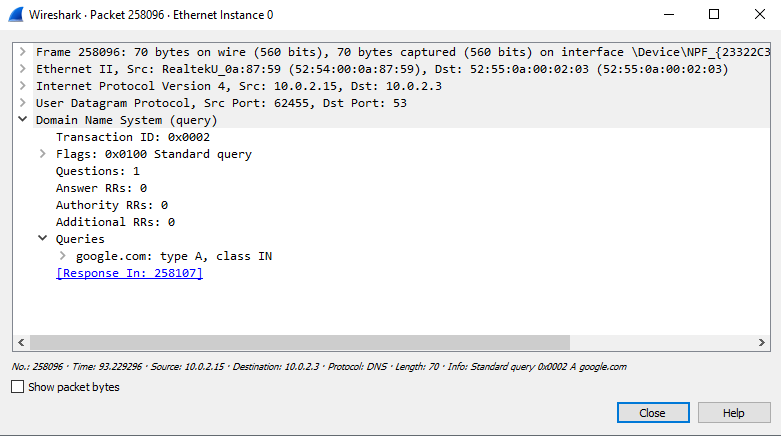 Wireshark · Packet 258096 · Ethernet Instance 0
Frame 258096: 70 bytes on wire (560 bits), 70 bytes captured (560 bits) on interface \Device\NPF_{23322C3
Ethernet II, Src: RealtekU_0a:87:59 (52:54:00:0a:87:59), Dst: 52:55:0a:00:02:03 (52:55:0a:00:02:03)
Internet Protocol Version 4, Src: 10.0.2.15, Dst: 10.0.2.3
User Datagram Protocol, Src Port: 62455, Dst Port: 53
Domain Name System (query)
Transaction ID: 0x0002
Flags: 0x0100 Standard query
Questions: 1
Answer RRs: 0
Authority RRs: 0
Additional RRs: 0
Queries
google.com: type A, class IN
[Response In: 258107]
No.: 258096 · Time: 93.229296 · Source: 10.0.2.15 · Destination: 10.0.2.3 · Protocol: DNS · Length: 70 · Info: Standard query 0x0002 A google.com
Show packet bytes
Close Help